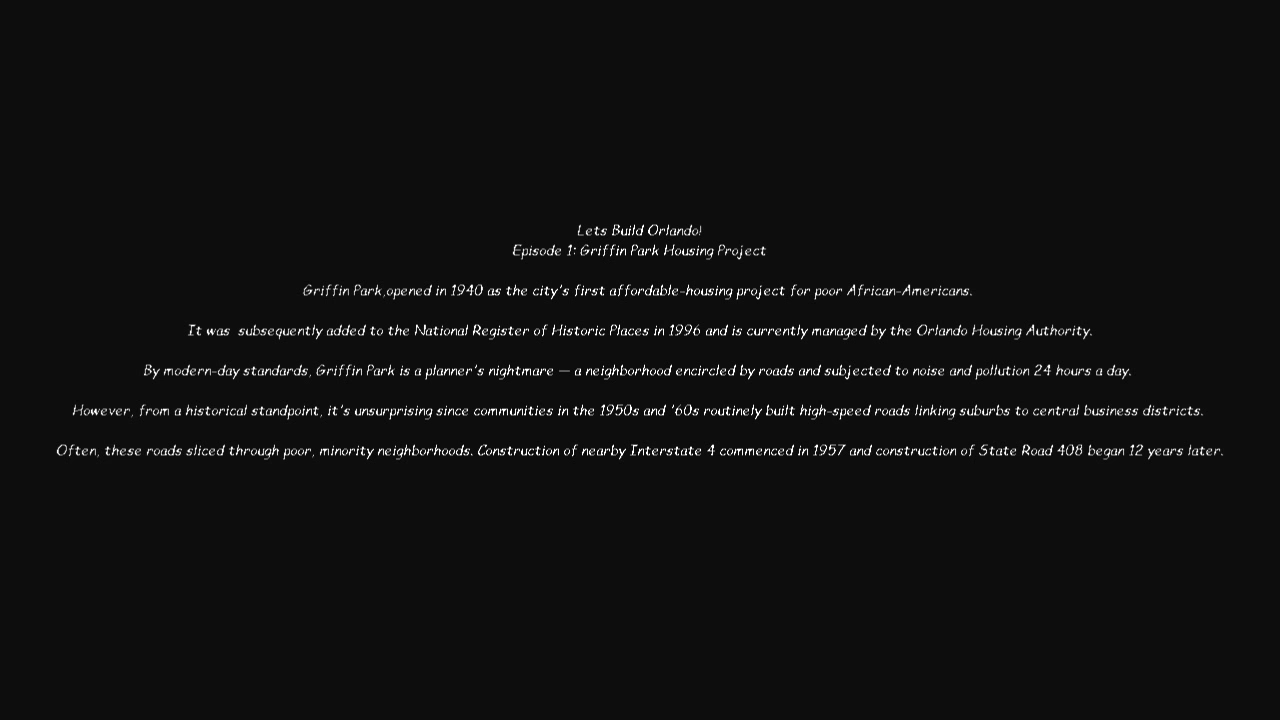 Lets Build Orlando!
Episode 1: Griffin Park Housing Project
Griffin Park,opened in 1940 as the city's first affordable-housing project for poor African-Americans.
It was  subsequently added to the National Register of Historic Places in 1996 and is currently managed by the Orlando Housing Authority.
By modern-day standards, Griffin Park is a planner's nightmare — a neighborhood encircled by roads and subjected to noise and pollution 24 hours a day.
However, from a historical standpoint, it's unsurprising since communities in the 1950s and '60s routinely built high-speed roads linking suburbs to central business districts.
Often, these roads sliced through poor, minority neighborhoods. Construction of nearby Interstate 4 commenced in 1957 and construction of State Road 408 began 12 years later.